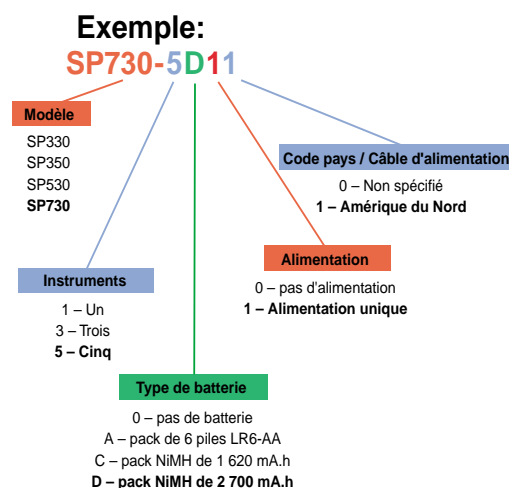 Exemple:
SP730-5D11
Modèle
SP330
SP350
SP530
SP730
Code pays / Câble d'alimentation
0 – Non spécifié
1 – Amérique du Nord
Alimentation
0 – pas d'alimentation
1 – Alimentation unique
Instruments
1 – Un
3 – Trois
5 – Cinq
Type de batterie
0 – pas de batterie
A – pack de 6 piles LR6-AA
C – pack NiMH de 1 620 mA.h
D – pack NiMH de 2 700 mA.h